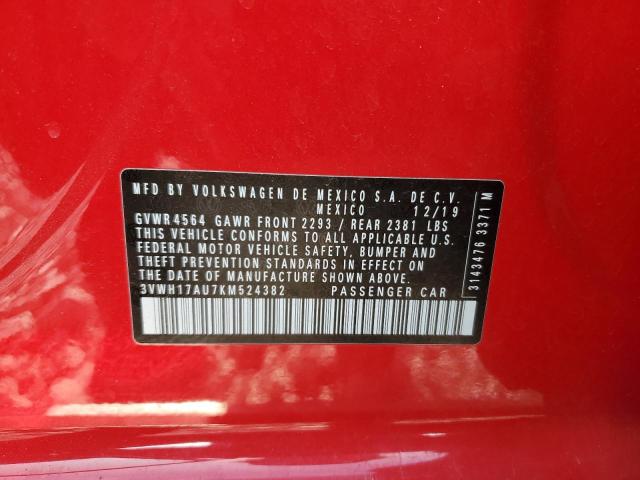 MFD BY VOLKSWAGEN DE MEXICO S.A. DE C.V.
MEXICO 12/19
GVWR 4564 GAWR FRONT 2293 / REAR 2381 LBS
THIS VEHICLE CONFORMS TO ALL APPLICABLE U.S.
FEDERAL MOTOR VEHICLE SAFETY, BUMPER AND
THEFT PREVENTION STANDARDS IN EFFECT ON
THE DATE OF MANUFACTURE SHOWN ABOVE.
3VWH17AU7KM524382 PASSENGER CAR
3143476 3371 M